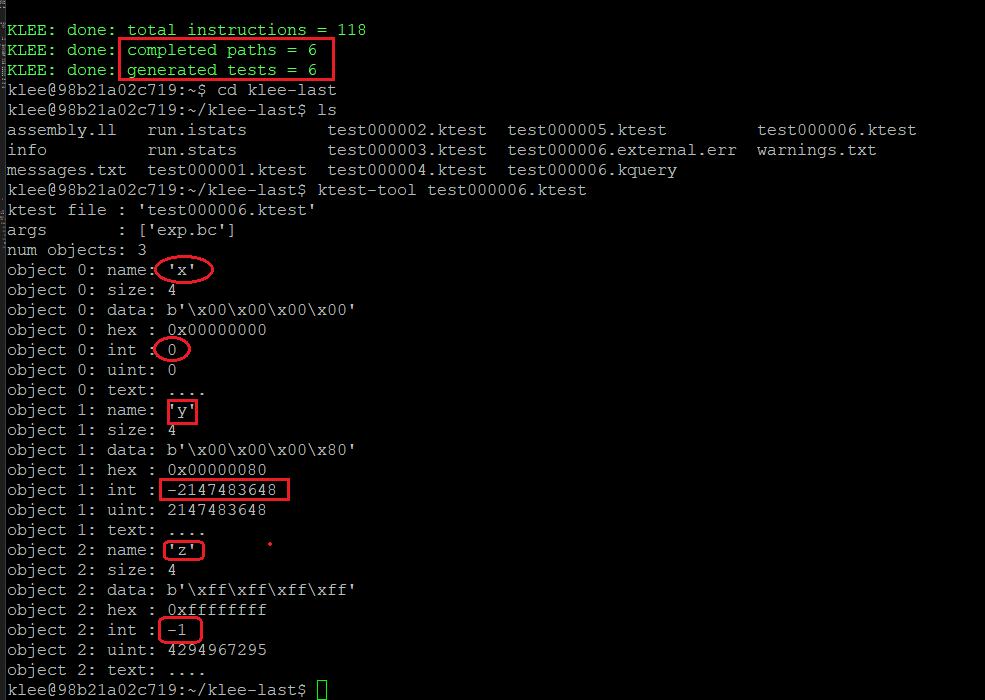 KLEE: done: total instructions = 118
KLEE: done: completed paths = 6
KLEE: done: generated tests = 6
klee@98b21a02c719:~$ cd klee-last
klee@98b21a02c719:~/klee-last$ ls
assembly.ll   run.istats        test000002.ktest  test000005.ktest         test000006.ktest
info          run.stats         test000003.ktest  test000006.external.err  warnings.txt
messages.txt  test000001.ktest  test000004.ktest  test000006.kquery
klee@98b21a02c719:~/klee-last$ ktest-tool test000006.ktest
ktest file : 'test000006.ktest'
args       : ['exp.bc']
num objects: 3
object 0: name: 'x'
object 0: size: 4
object 0: data: b'\x00\x00\x00\x00'
object 0: hex : 0x00000000
object 0: int : 0
object 0: uint: 0
object 0: text: ....
object 1: name: 'y'
object 1: size: 4
object 1: data: b'\x00\x00\x00\x80'
object 1: hex : 0x00000080
object 1: int : -2147483648
object 1: uint: 2147483648
object 1: text: ....
object 2: name: 'z'
object 2: size: 4
object 2: data: b'\xff\xff\xff\xff'
object 2: hex : 0xffffffff
object 2: int : -1
object 2: uint: 4294967295
object 2: text: ....
klee@98b21a02c719:~/klee-last$